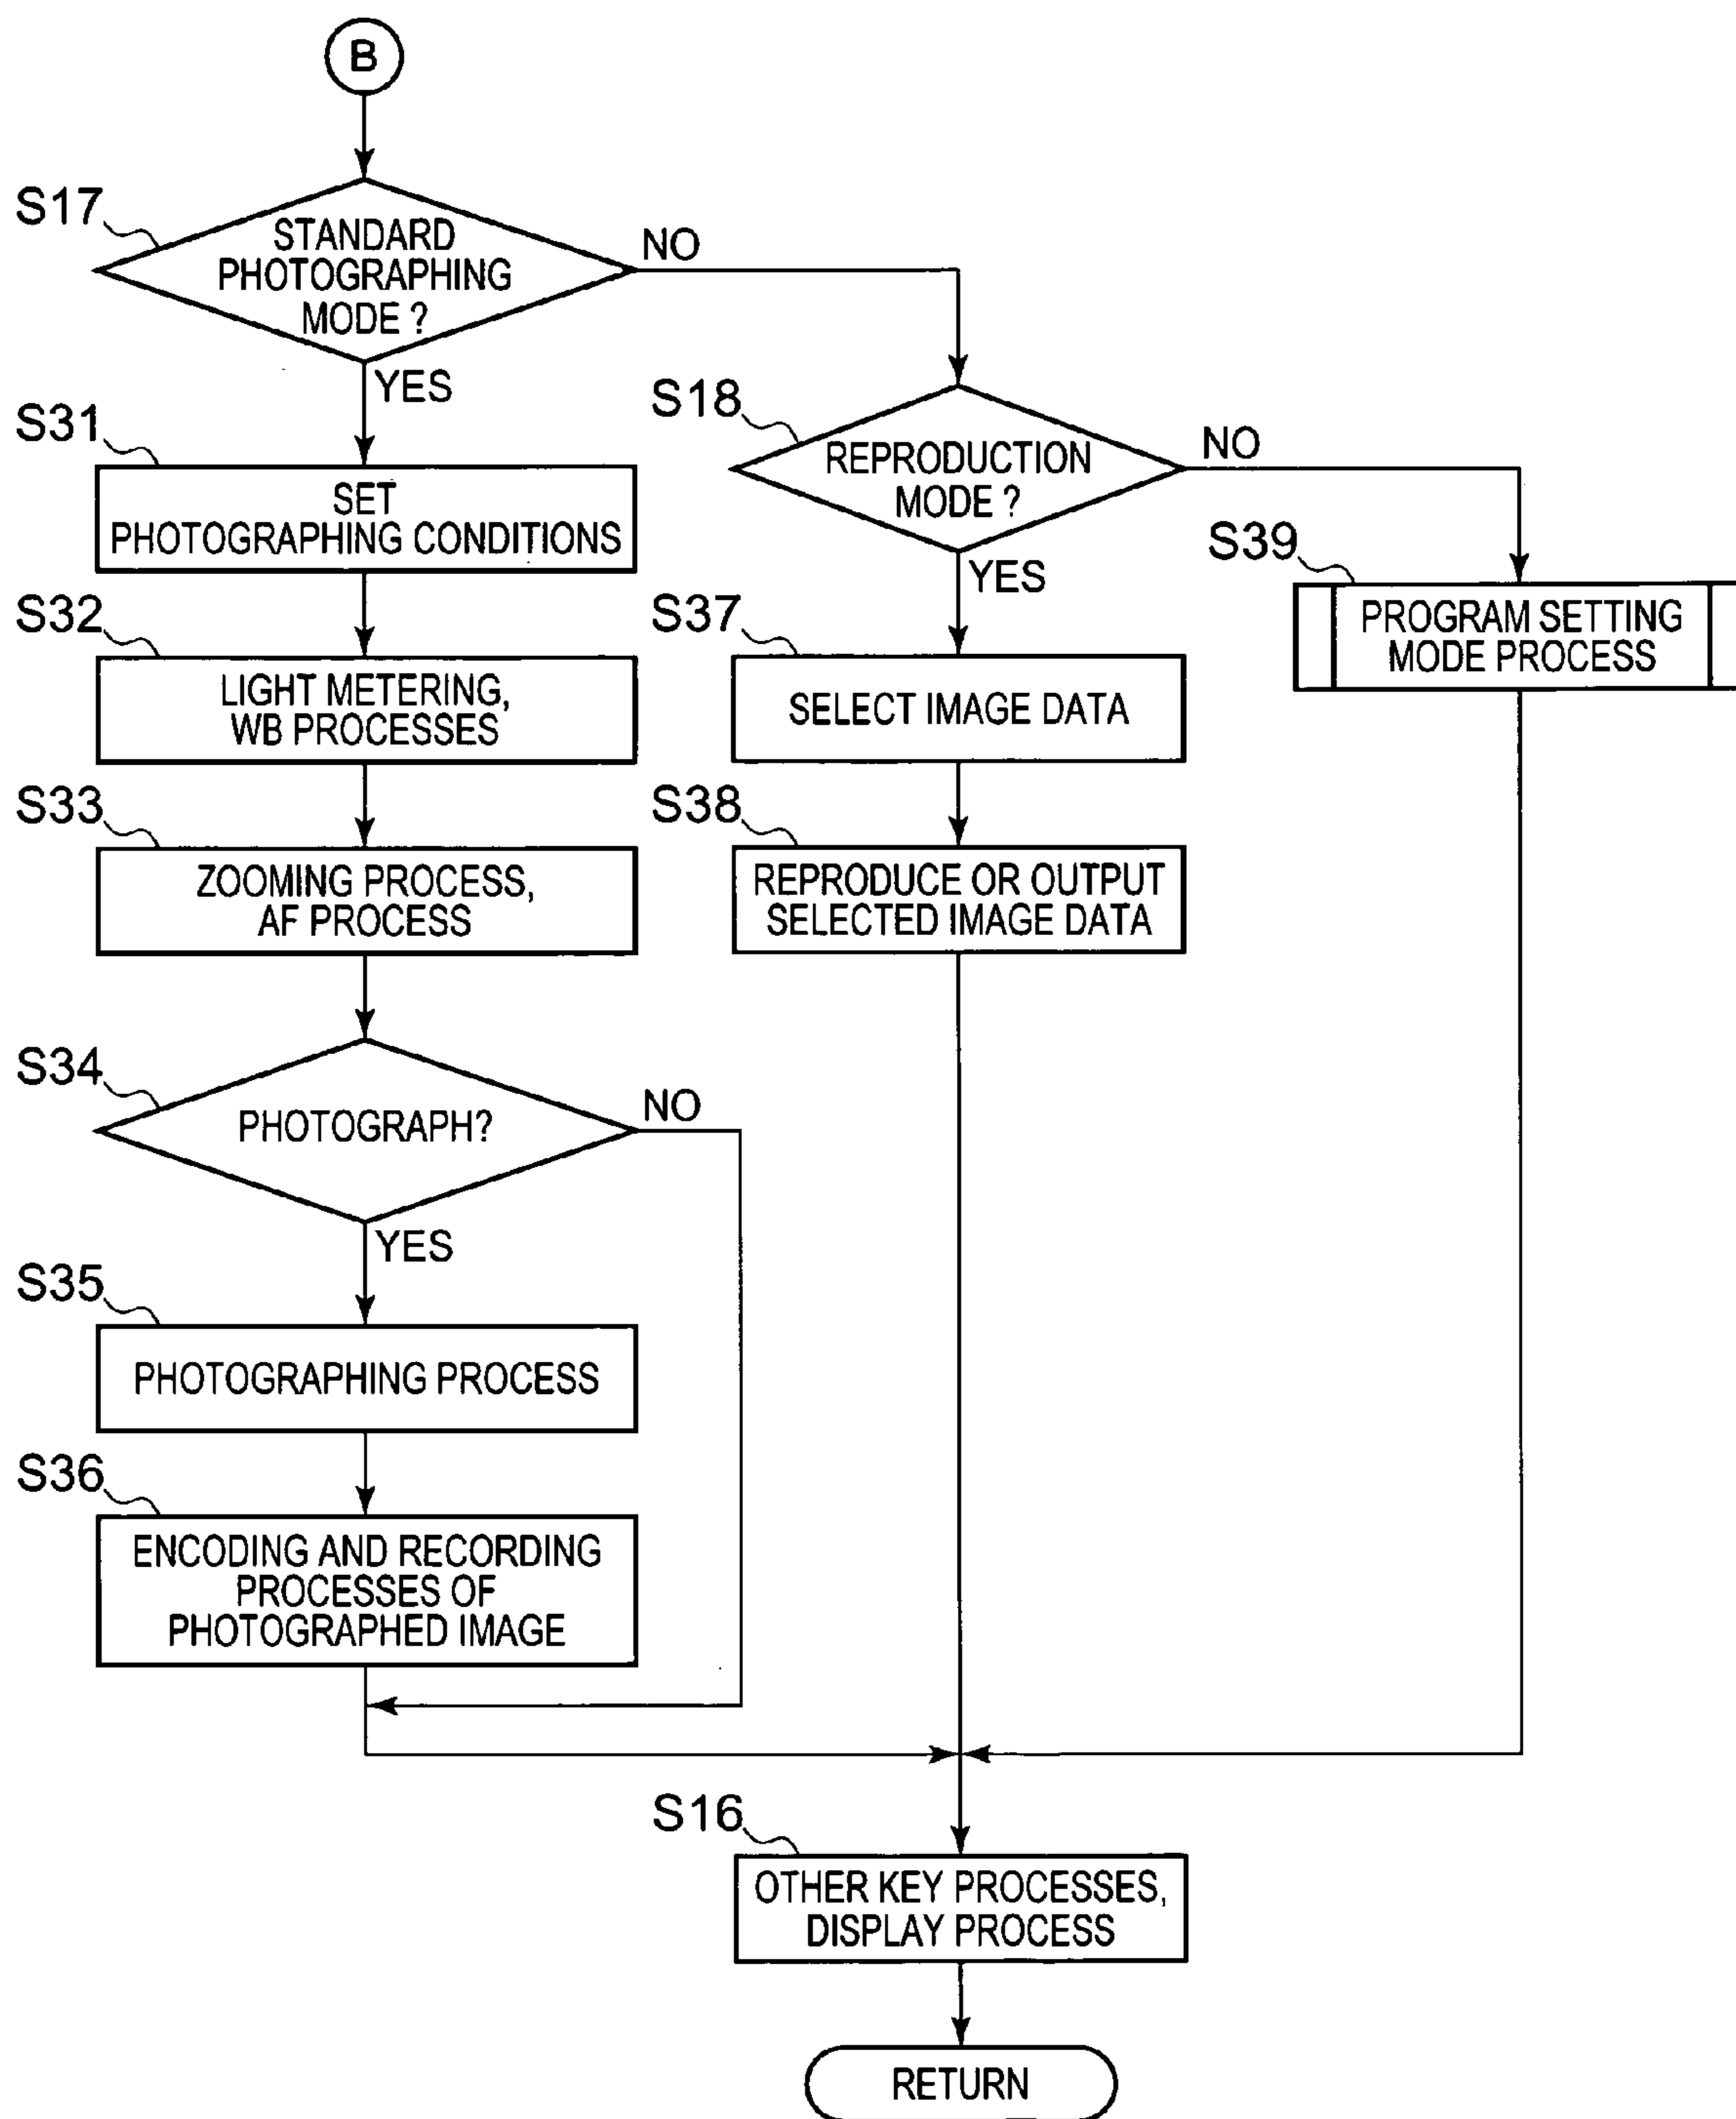 B
S17
STANDARD
PHOTOGRAPHING
MODE ?
NO
YES
S31
SET
PHOTOGRAPHING CONDITIONS
S32
LIGHT METERING,
WB PROCESSES
S33
ZOOMING PROCESS,
AF PROCESS
S34
PHOTOGRAPH?
NO
YES
S35
PHOTOGRAPHING PROCESS
S36
ENCODING AND RECORDING
PROCESSES OF
PHOTOGRAPHED IMAGE
S18
REPRODUCTION
MODE ?
NO
YES
S37
SELECT IMAGE DATA
S38
REPRODUCE OR OUTPUT
SELECTED IMAGE DATA
S39
PROGRAM SETTING
MODE PROCESS
S16
OTHER KEY PROCESSES,
DISPLAY PROCESS
RETURN